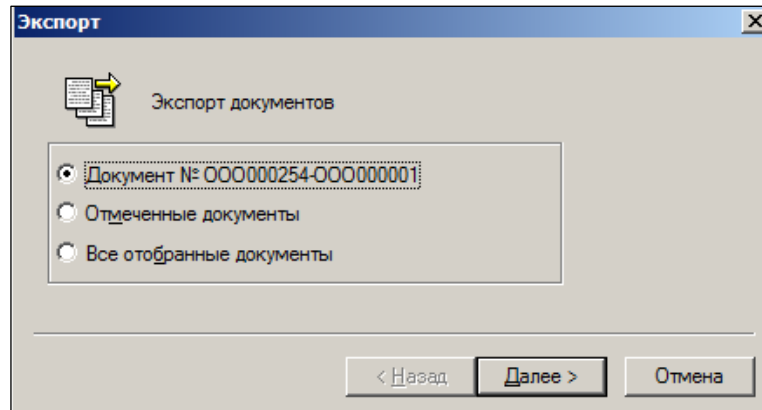 Экспорт
Экспорт документов
Документ № ООО000254-ООО000001
Отмеченные документы
Все отобранные документы
< Назад Далее > Отмена